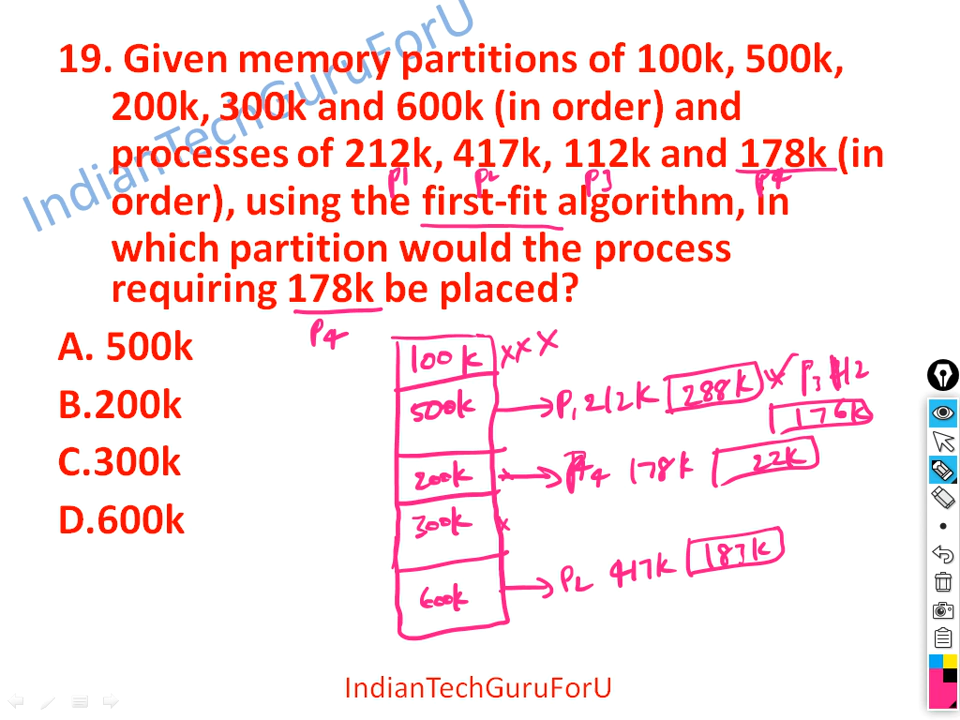 IndianTechGuruForU
19. Given memory partitions of 100k, 500k,
200k, 300k and 600k (in order) and
processes of 212k, 417k, 112k and 178k (in
P1 P2 P3 P4
order), using the first-fit algorithm, in
which partition would the process
requiring 178k be placed?
P4
A. 500k
B.200k
C.300k
D.600k
100k xxx
500k P1 212k 288k x P3 112
176k
200k x P4 178k 22k
300k x
600k P2 417k 183k
IndianTechGuruForU